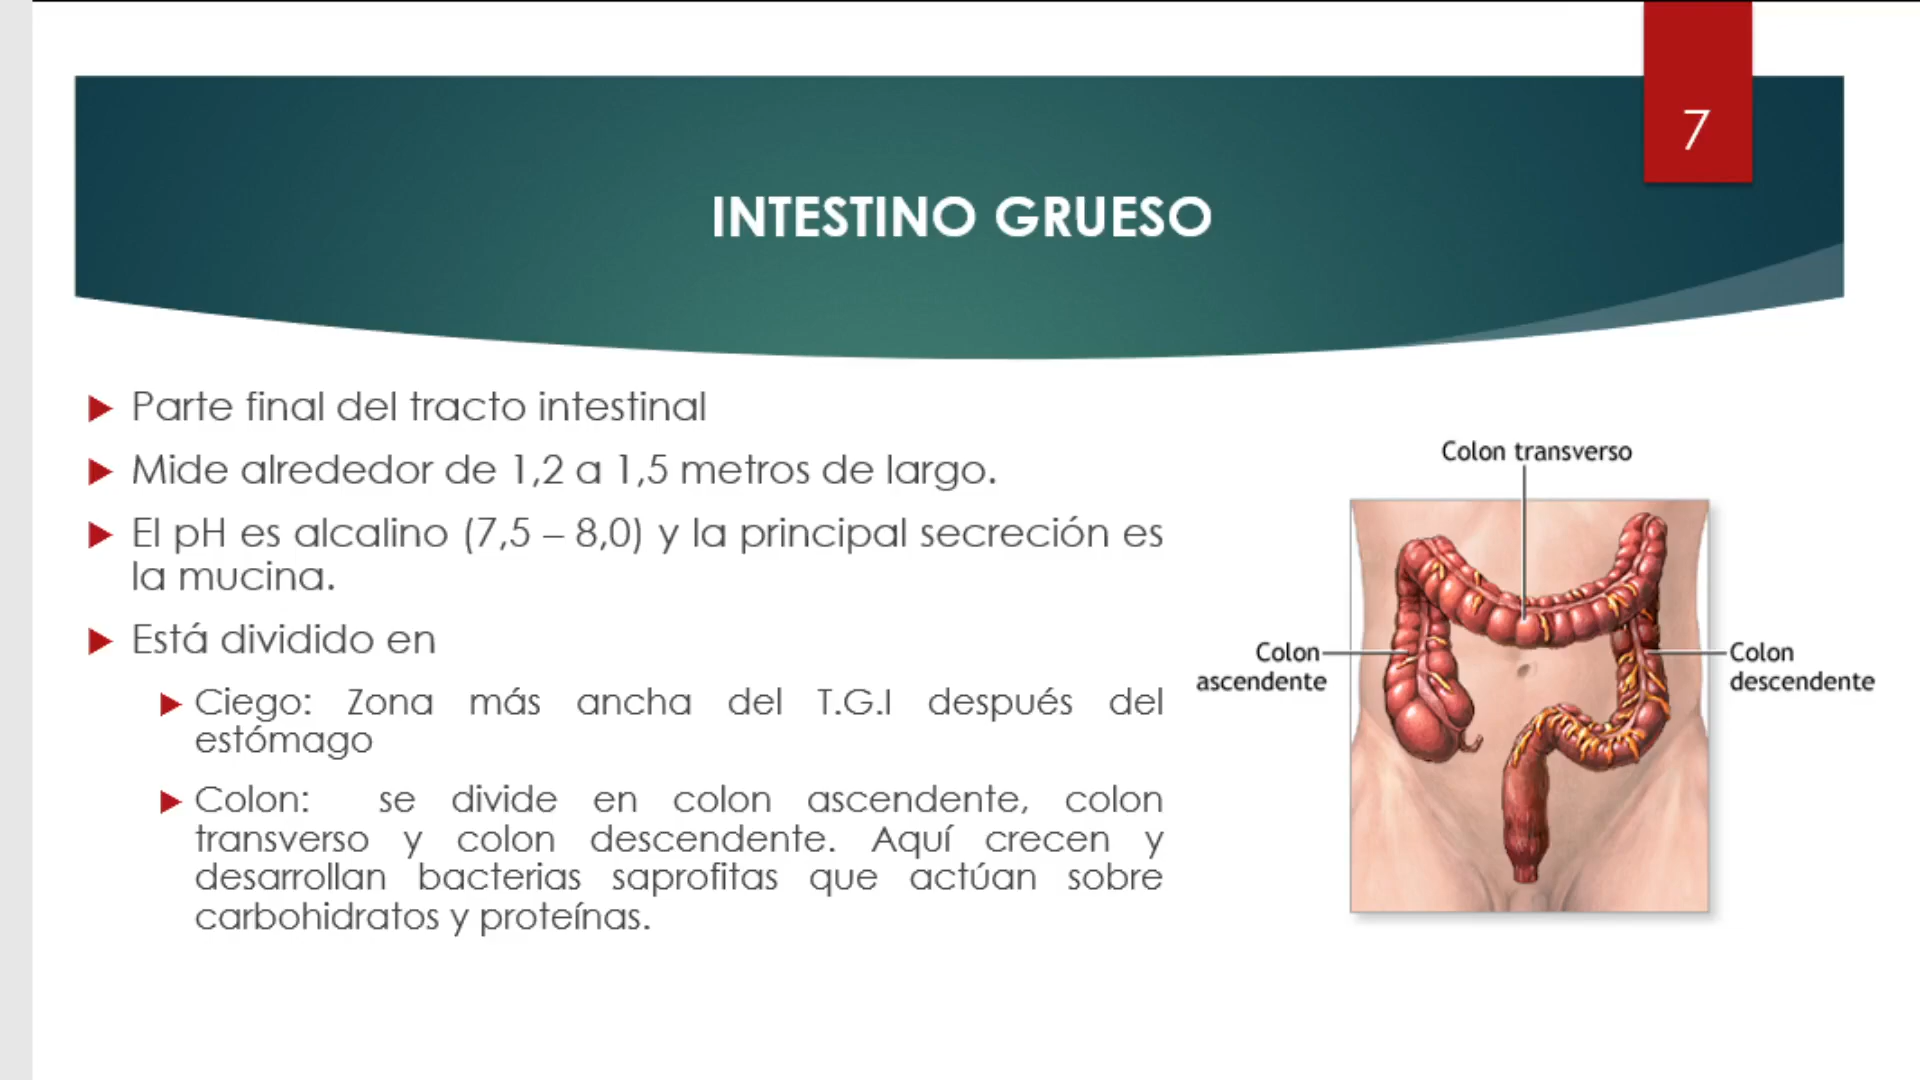 7
INTESTINO GRUESO
Parte final del tracto intestinal
Mide alrededor de 1,2 a 1,5 metros de largo.
El pH es alcalino (7,5 – 8,0) y la principal secreción es
la mucina.
Está dividido en
Ciego: Zona más ancha del T.G.I después del
estómago
Colon: se divide en colon ascendente, colon
transverso y colon descendente. Aquí crecen y
desarrollan bacterias saprofitas que actúan sobre
carbohidratos y proteínas.
Colon transverso
Colon
ascendente
Colon
descendente